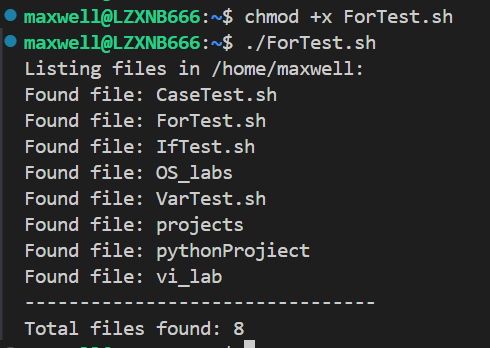 maxwell@LZXNB666:~$ chmod +x ForTest.sh
maxwell@LZXNB666:~$ ./ForTest.sh
Listing files in /home/maxwell:
Found file: CaseTest.sh
Found file: ForTest.sh
Found file: IfTest.sh
Found file: OS_labs
Found file: VarTest.sh
Found file: projects
Found file: pythonProjiect
Found file: vi_lab
---------------------------------
Total files found: 8